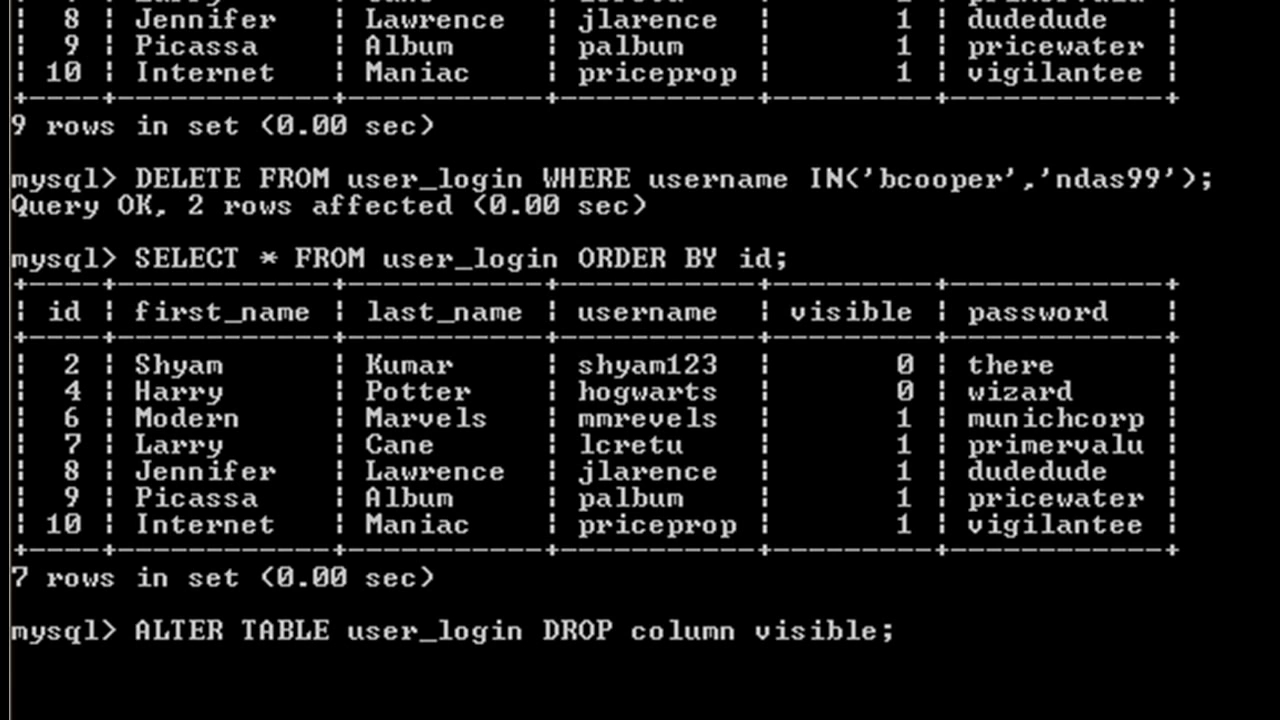 | 8 | Jennifer | Lawrence | jlarence | 1 | dudedude |
| 9 | Picassa | Album | palbum | 1 | pricewater |
| 10 | Internet | Maniac | priceprop | 1 | vigilantee |
+----+------------+-----------+-----------+---------+------------+
9 rows in set (0.00 sec)
mysql> DELETE FROM user_login WHERE username IN('bcooper','ndas99');
Query OK, 2 rows affected (0.00 sec)
mysql> SELECT * FROM user_login ORDER BY id;
+----+------------+-----------+-----------+---------+------------+
| id | first_name | last_name | username | visible | password |
+----+------------+-----------+-----------+---------+------------+
| 2 | Shyam | Kumar | shyam123 | 0 | there |
| 4 | Harry | Potter | hogwarts | 0 | wizard |
| 6 | Modern | Marvels | mmrevels | 1 | munichcorp |
| 7 | Larry | Cane | lcretu | 1 | primervalu |
| 8 | Jennifer | Lawrence | jlarence | 1 | dudedude |
| 9 | Picassa | Album | palbum | 1 | pricewater |
| 10 | Internet | Maniac | priceprop | 1 | vigilantee |
+----+------------+-----------+-----------+---------+------------+
7 rows in set (0.00 sec)
mysql> ALTER TABLE user_login DROP column visible;